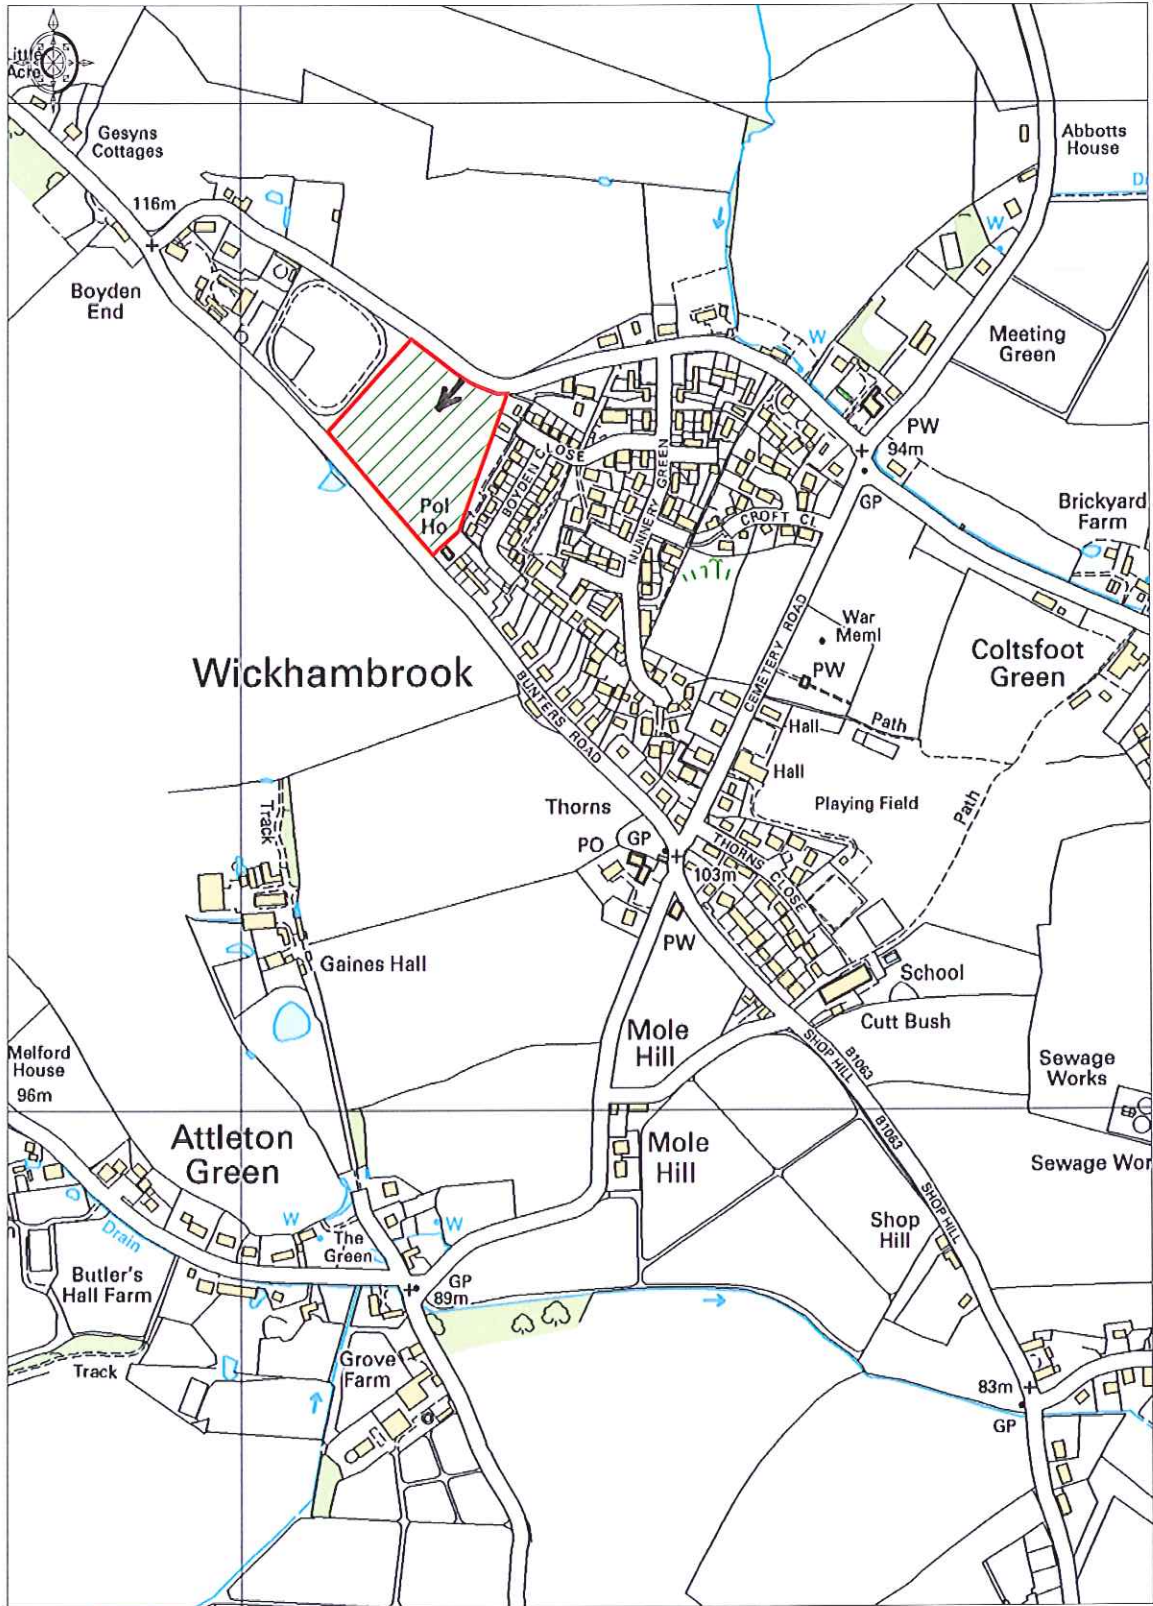 Little
Acre
Gesyns
Cottages
Abbotts
House
116m
W
Boyden
End
Meeting
Green
W
PW
94m
GP
Brickyard
Farm
BOYDEN C
LOSE
NUNNERY GREEN
CROFT CL
Pol
Ho
War
Meml
PW
Coltsfoot
Green
Wickhambrook
CEMETERY ROAD
BUNTERS ROAD
Path
Hall
Hall
Playing Field
Path
Track
Thorns
PO
GP
THORNS CLOSE
103m
PW
Gaines Hall
School
Cutt Bush
Mole
Hill
SHOP HILL
B1063
Sewage
Works
Melford
House
96m
Attleton
Green
Mole
Hill
B1063
Sewage Wor
SHOP HILL
Drain
W
The
Green
W
Shop
Hill
Butler's
Hall Farm
GP
89m
Track
Grove
Farm
83m
GP